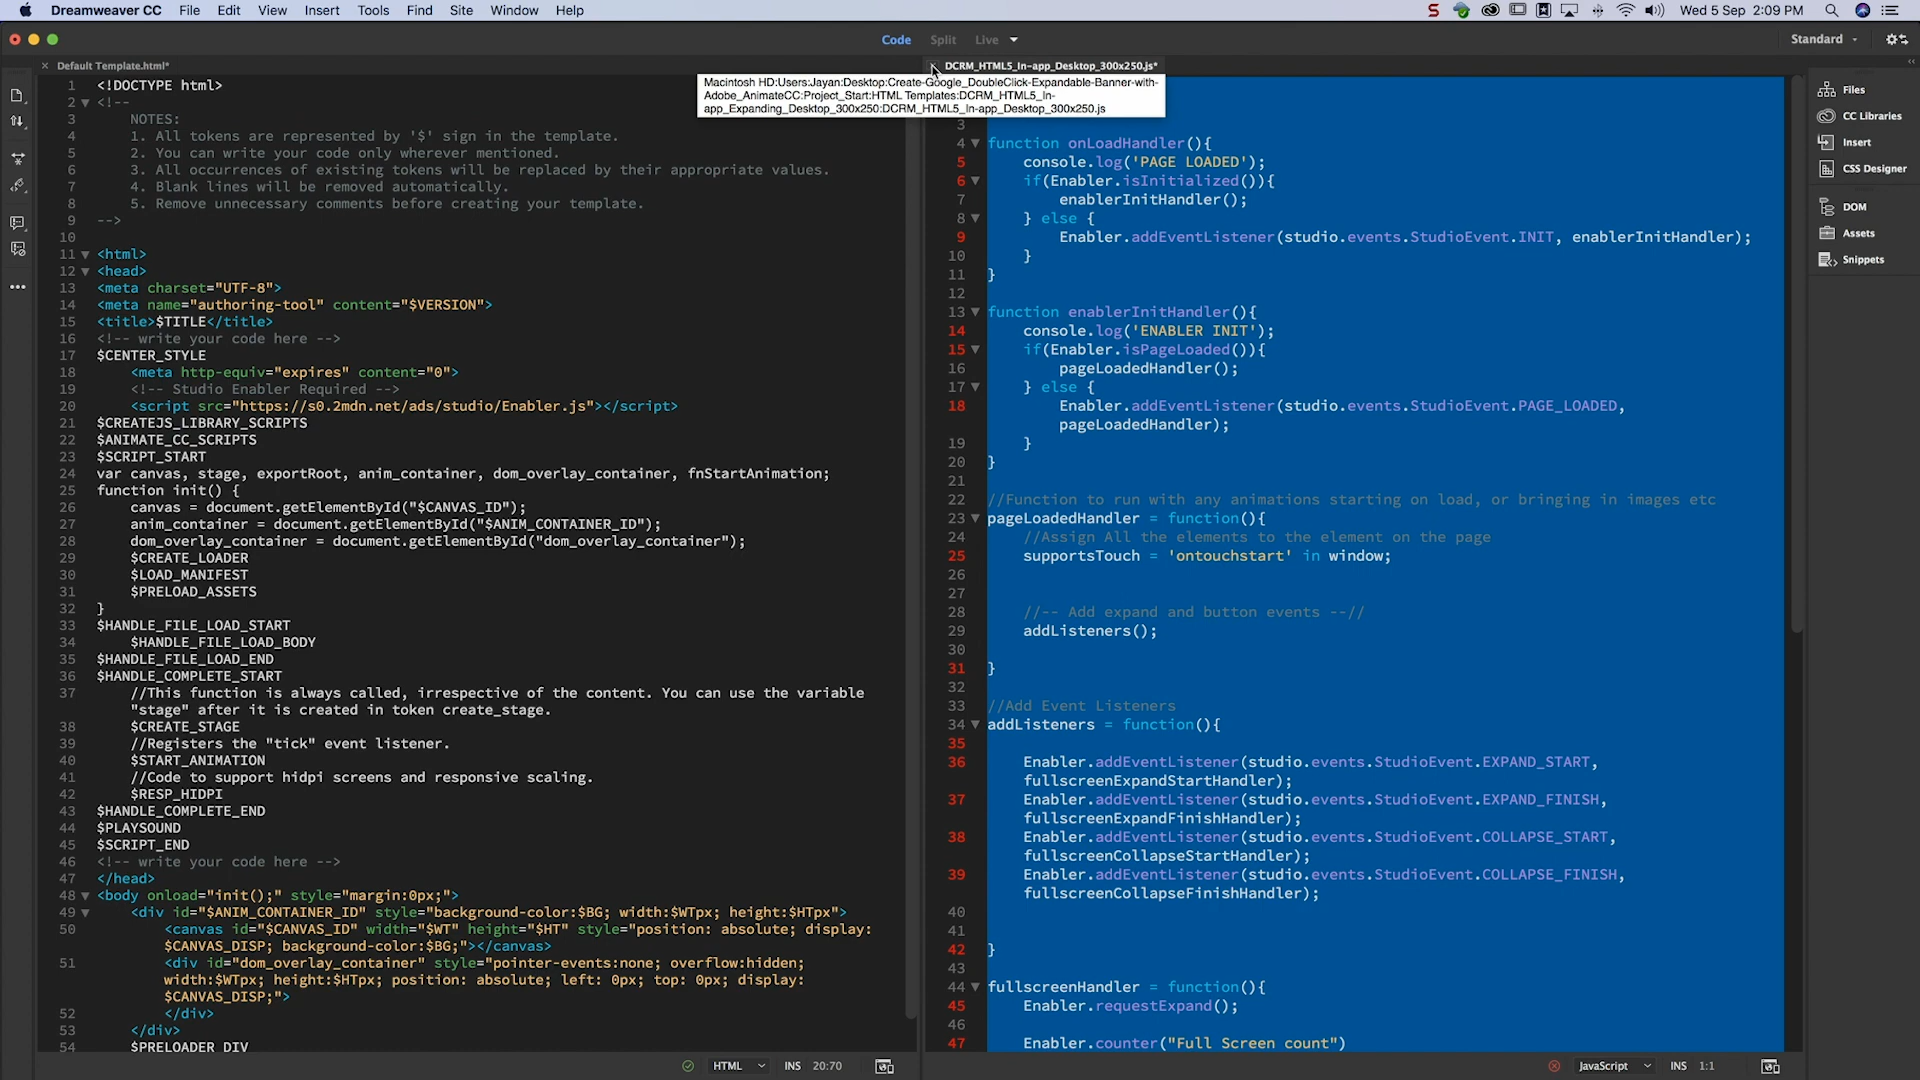 Dreamweaver CC File Edit View Insert Tools Find Site Window Help
Wed 5 Sep 2:09 PM
Code Split Live
Standard
Default Template.html*
DCRM_HTML5_In-app_Desktop_300x250.js*
Macintosh HD:Users:Jayan:Desktop:Create-Google_DoubleClick-Expandable-Banner-with-
Adobe_AnimateCC:Project_Start:HTML Templates:DCRM_HTML5_In-
app_Expanding_Desktop_300x250:DCRM_HTML5_In-app_Desktop_300x250.js
1 <!DOCTYPE html>
2 <!--
3 NOTES:
4 1. All tokens are represented by '$' sign in the template.
5 2. You can write your code only wherever mentioned.
6 3. All occurrences of existing tokens will be replaced by their appropriate values.
7 4. Blank lines will be removed automatically.
8 5. Remove unnecessary comments before creating your template.
9 -->
10
11 <html>
12 <head>
13 <meta charset="UTF-8">
14 <meta name="authoring-tool" content="$VERSION">
15 <title>$TITLE</title>
16 <!-- write your code here -->
17 $CENTER_STYLE
18 <meta http-equiv="expires" content="0">
19 <!-- Studio Enabler Required -->
20 <script src="https://s0.2mdn.net/ads/studio/Enabler.js"></script>
21 $CREATEJS_LIBRARY_SCRIPTS
22 $ANIMATE_CC_SCRIPTS
23 $SCRIPT_START
24 var canvas, stage, exportRoot, anim_container, dom_overlay_container, fnStartAnimation;
25 function init() {
26 canvas = document.getElementById("$CANVAS_ID");
27 anim_container = document.getElementById("$ANIM_CONTAINER_ID");
28 dom_overlay_container = document.getElementById("dom_overlay_container");
29 $CREATE_LOADER
30 $LOAD_MANIFEST
31 $PRELOAD_ASSETS
32 }
33 $HANDLE_FILE_LOAD_START
34 $HANDLE_FILE_LOAD_BODY
35 $HANDLE_FILE_LOAD_END
36 $HANDLE_COMPLETE_START
37 //This function is always called, irrespective of the content. You can use the variable
"stage" after it is created in token create_stage.
38 $CREATE_STAGE
39 //Registers the "tick" event listener.
40 $START_ANIMATION
41 //Code to support hidpi screens and responsive scaling.
42 $RESP_HIDPI
43 $HANDLE_COMPLETE_END
44 $PLAYSOUND
45 $SCRIPT_END
46 <!-- write your code here -->
47 </head>
48 <body onload="init();" style="margin:0px;">
49 <div id="$ANIM_CONTAINER_ID" style="background-color:$BG; width:$WTpx; height:$HTpx">
50 <canvas id="$CANVAS_ID" width="$WT" height="$HT" style="position: absolute; display:
$CANVAS_DISP; background-color:$BG;"></canvas>
51 <div id="dom_overlay_container" style="pointer-events:none; overflow:hidden;
width:$WTpx; height:$HTpx; position: absolute; left: 0px; top: 0px; display:
$CANVAS_DISP;">
52 </div>
53 </div>
54 $PRELOADER_DIV
HTML INS 20:70
3
4 function onLoadHandler(){
5 console.log('PAGE LOADED');
6 if(Enabler.isInitialized()){
7 enablerInitHandler();
8 } else {
9 Enabler.addEventListener(studio.events.StudioEvent.INIT, enablerInitHandler);
10 }
11 }
12
13 function enablerInitHandler(){
14 console.log('ENABLER INIT');
15 if(Enabler.isPageLoaded()){
16 pageLoadedHandler();
17 } else {
18 Enabler.addEventListener(studio.events.StudioEvent.PAGE_LOADED,
pageLoadedHandler);
19 }
20 }
21
22 //Function to run with any animations starting on load, or bringing in images etc
23 pageLoadedHandler = function(){
24 //Assign All the elements to the element on the page
25 supportsTouch = 'ontouchstart' in window;
26
27
28 //-- Add expand and button events --//
29 addListeners();
30
31 }
32
33 //Add Event Listeners
34 addListeners = function(){
35
36 Enabler.addEventListener(studio.events.StudioEvent.EXPAND_START,
fullscreenExpandStartHandler);
37 Enabler.addEventListener(studio.events.StudioEvent.EXPAND_FINISH,
fullscreenExpandFinishHandler);
38 Enabler.addEventListener(studio.events.StudioEvent.COLLAPSE_START,
fullscreenCollapseStartHandler);
39 Enabler.addEventListener(studio.events.StudioEvent.COLLAPSE_FINISH,
fullscreenCollapseFinishHandler);
40
41
42 }
43
44 fullscreenHandler = function(){
45 Enabler.requestExpand();
46
47 Enabler.counter("Full Screen count")
JavaScript INS 1:1
Files
CC Libraries
Insert
CSS Designer
DOM
Assets
Snippets